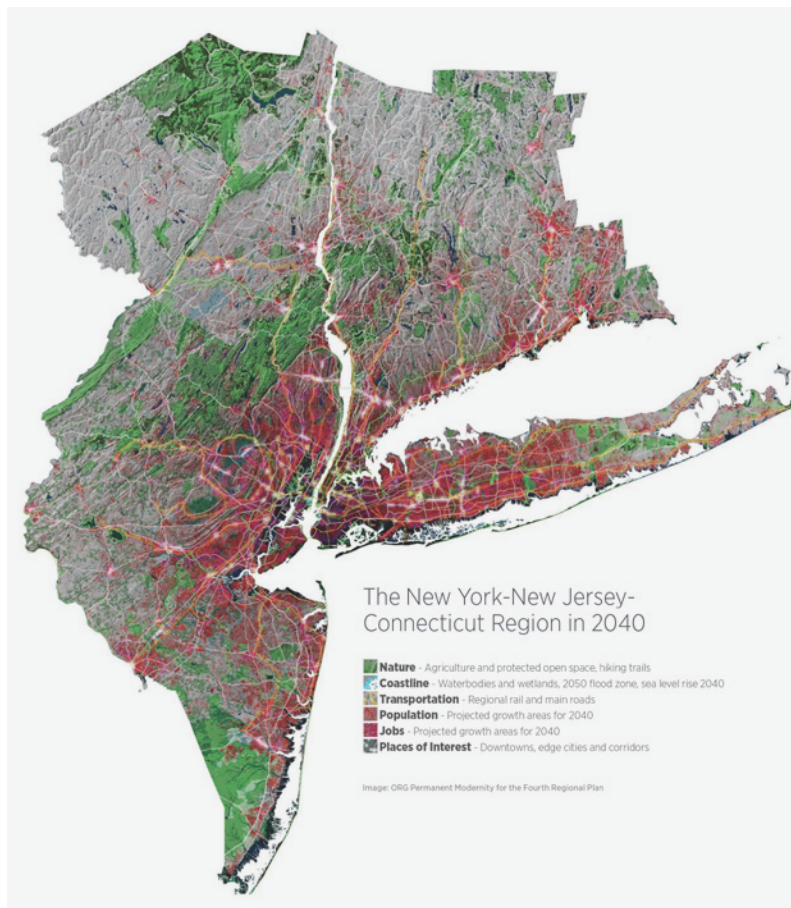 The New York-New Jersey-
Connecticut Region in 2040
Nature - Agriculture and protected open space, hiking trails
Coastline - Waterbodies and wetlands, 2050 flood zone, sea level rise 2040
Transportation - Regional rail and main roads
Population - Projected growth areas for 2040
Jobs - Projected growth areas for 2040
Places of Interest - Downtowns, edge cities and corridors
Image: ORG Permanent Modernity for the Fourth Regional Plan